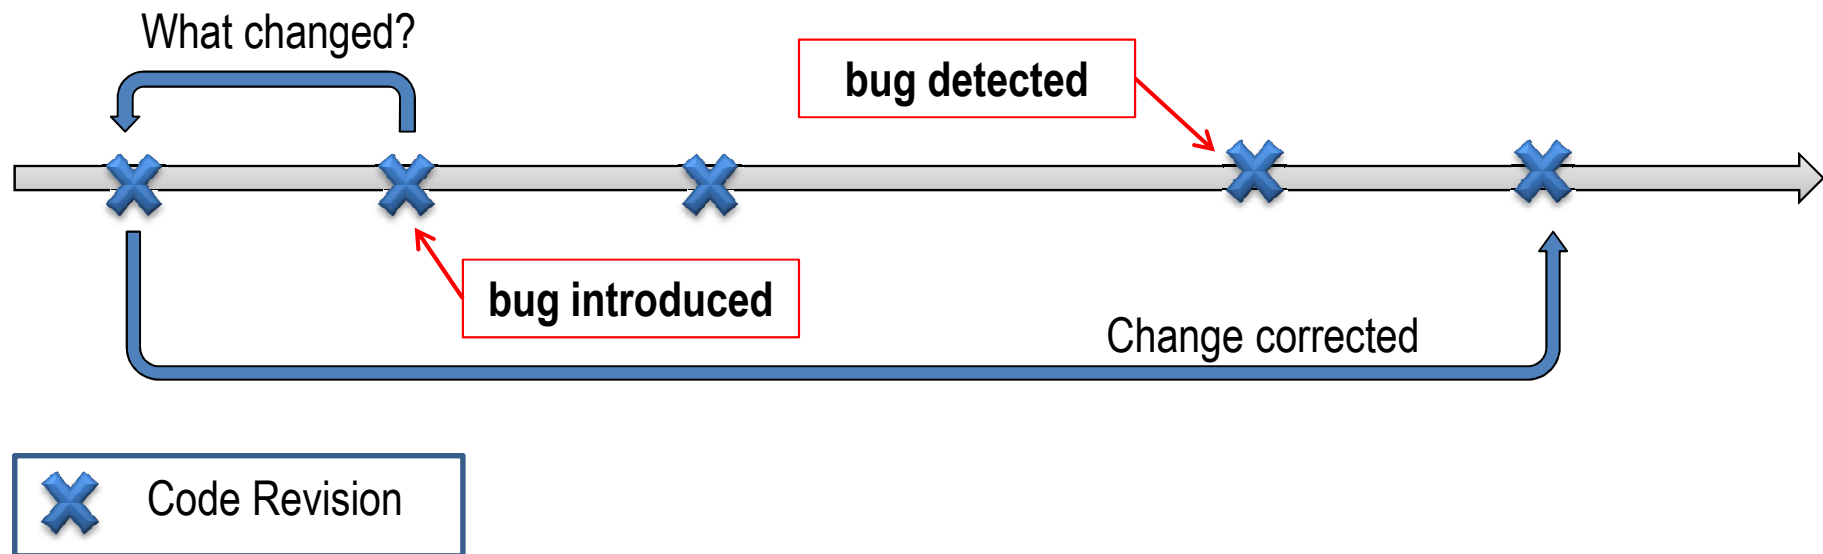 What changed?
bug detected
bug introduced
Change corrected
Code Revision